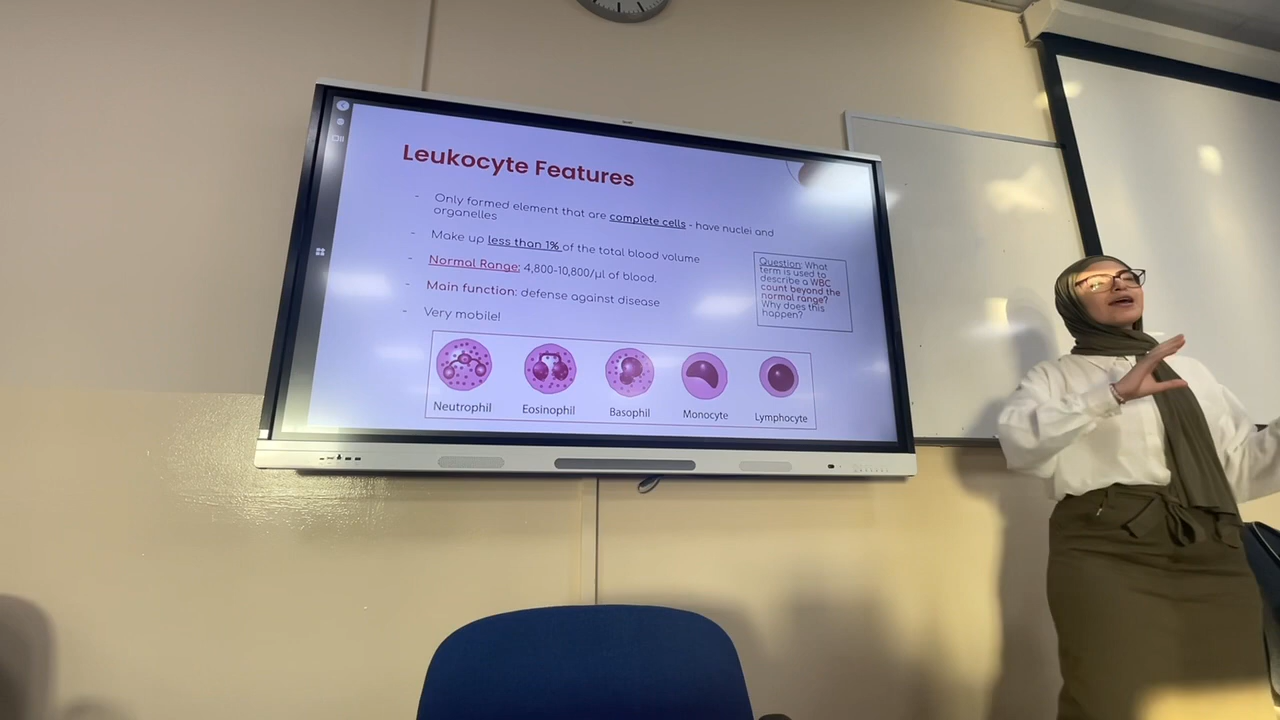 Leukocyte Features
- Only formed element that are complete cells - have nuclei and
organelles
- Make up less than 1% of the total blood volume
- Normal Range: 4,800-10,800/µl of blood.
- Main function: defense against disease
- Very mobile!
Question: What
term is used to
describe a WBC
count beyond the
normal range?
Why does this
happen?
Neutrophil
Eosinophil
Basophil
Monocyte
Lymphocyte